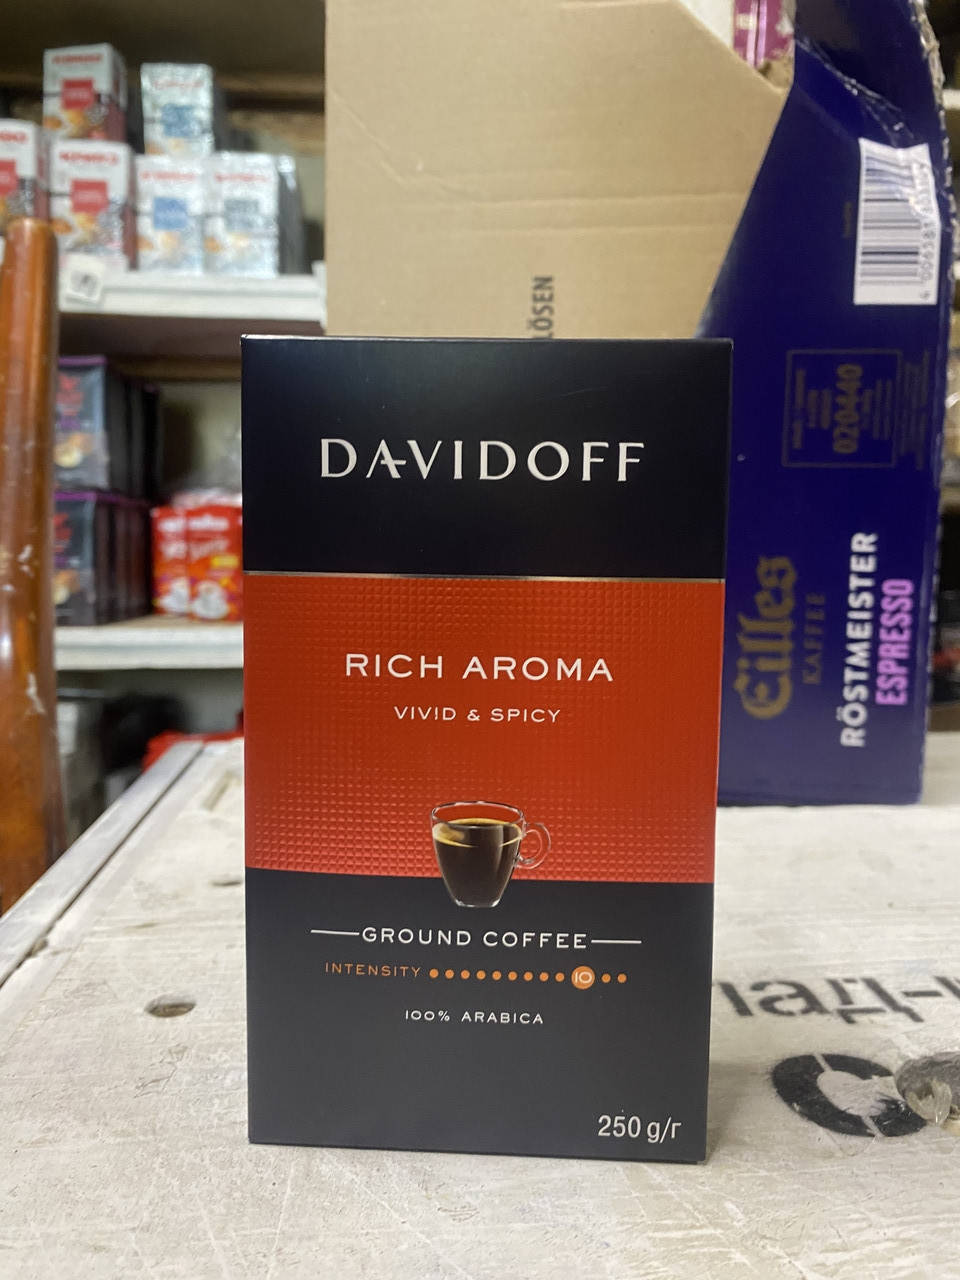 DAVIDOFF
RICH AROMA
VIVID & SPICY
GROUND COFFEE
INTENSITY 10
100% ARABICA
250 g/г
LÖSEN
020440
Eilles
KAFFEE
RÖSTMEISTER
ESPRESSO